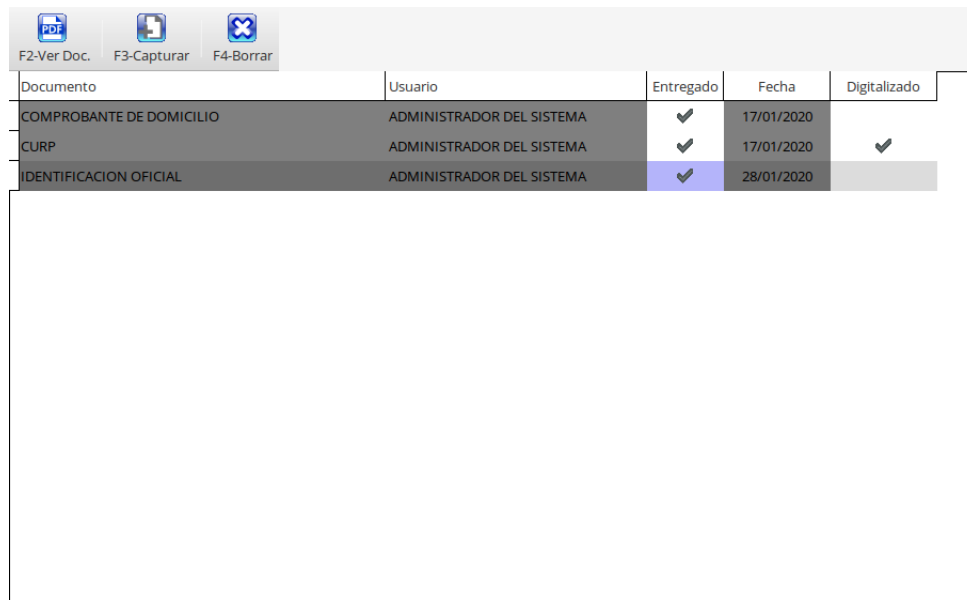 PDF
F2-Ver Doc. F3-Capturar F4-Borrar
Documento Usuario Entregado Fecha Digitalizado
COMPROBANTE DE DOMICILIO ADMINISTRADOR DEL SISTEMA 17/01/2020
CURP ADMINISTRADOR DEL SISTEMA 17/01/2020
IDENTIFICACION OFICIAL ADMINISTRADOR DEL SISTEMA 28/01/2020